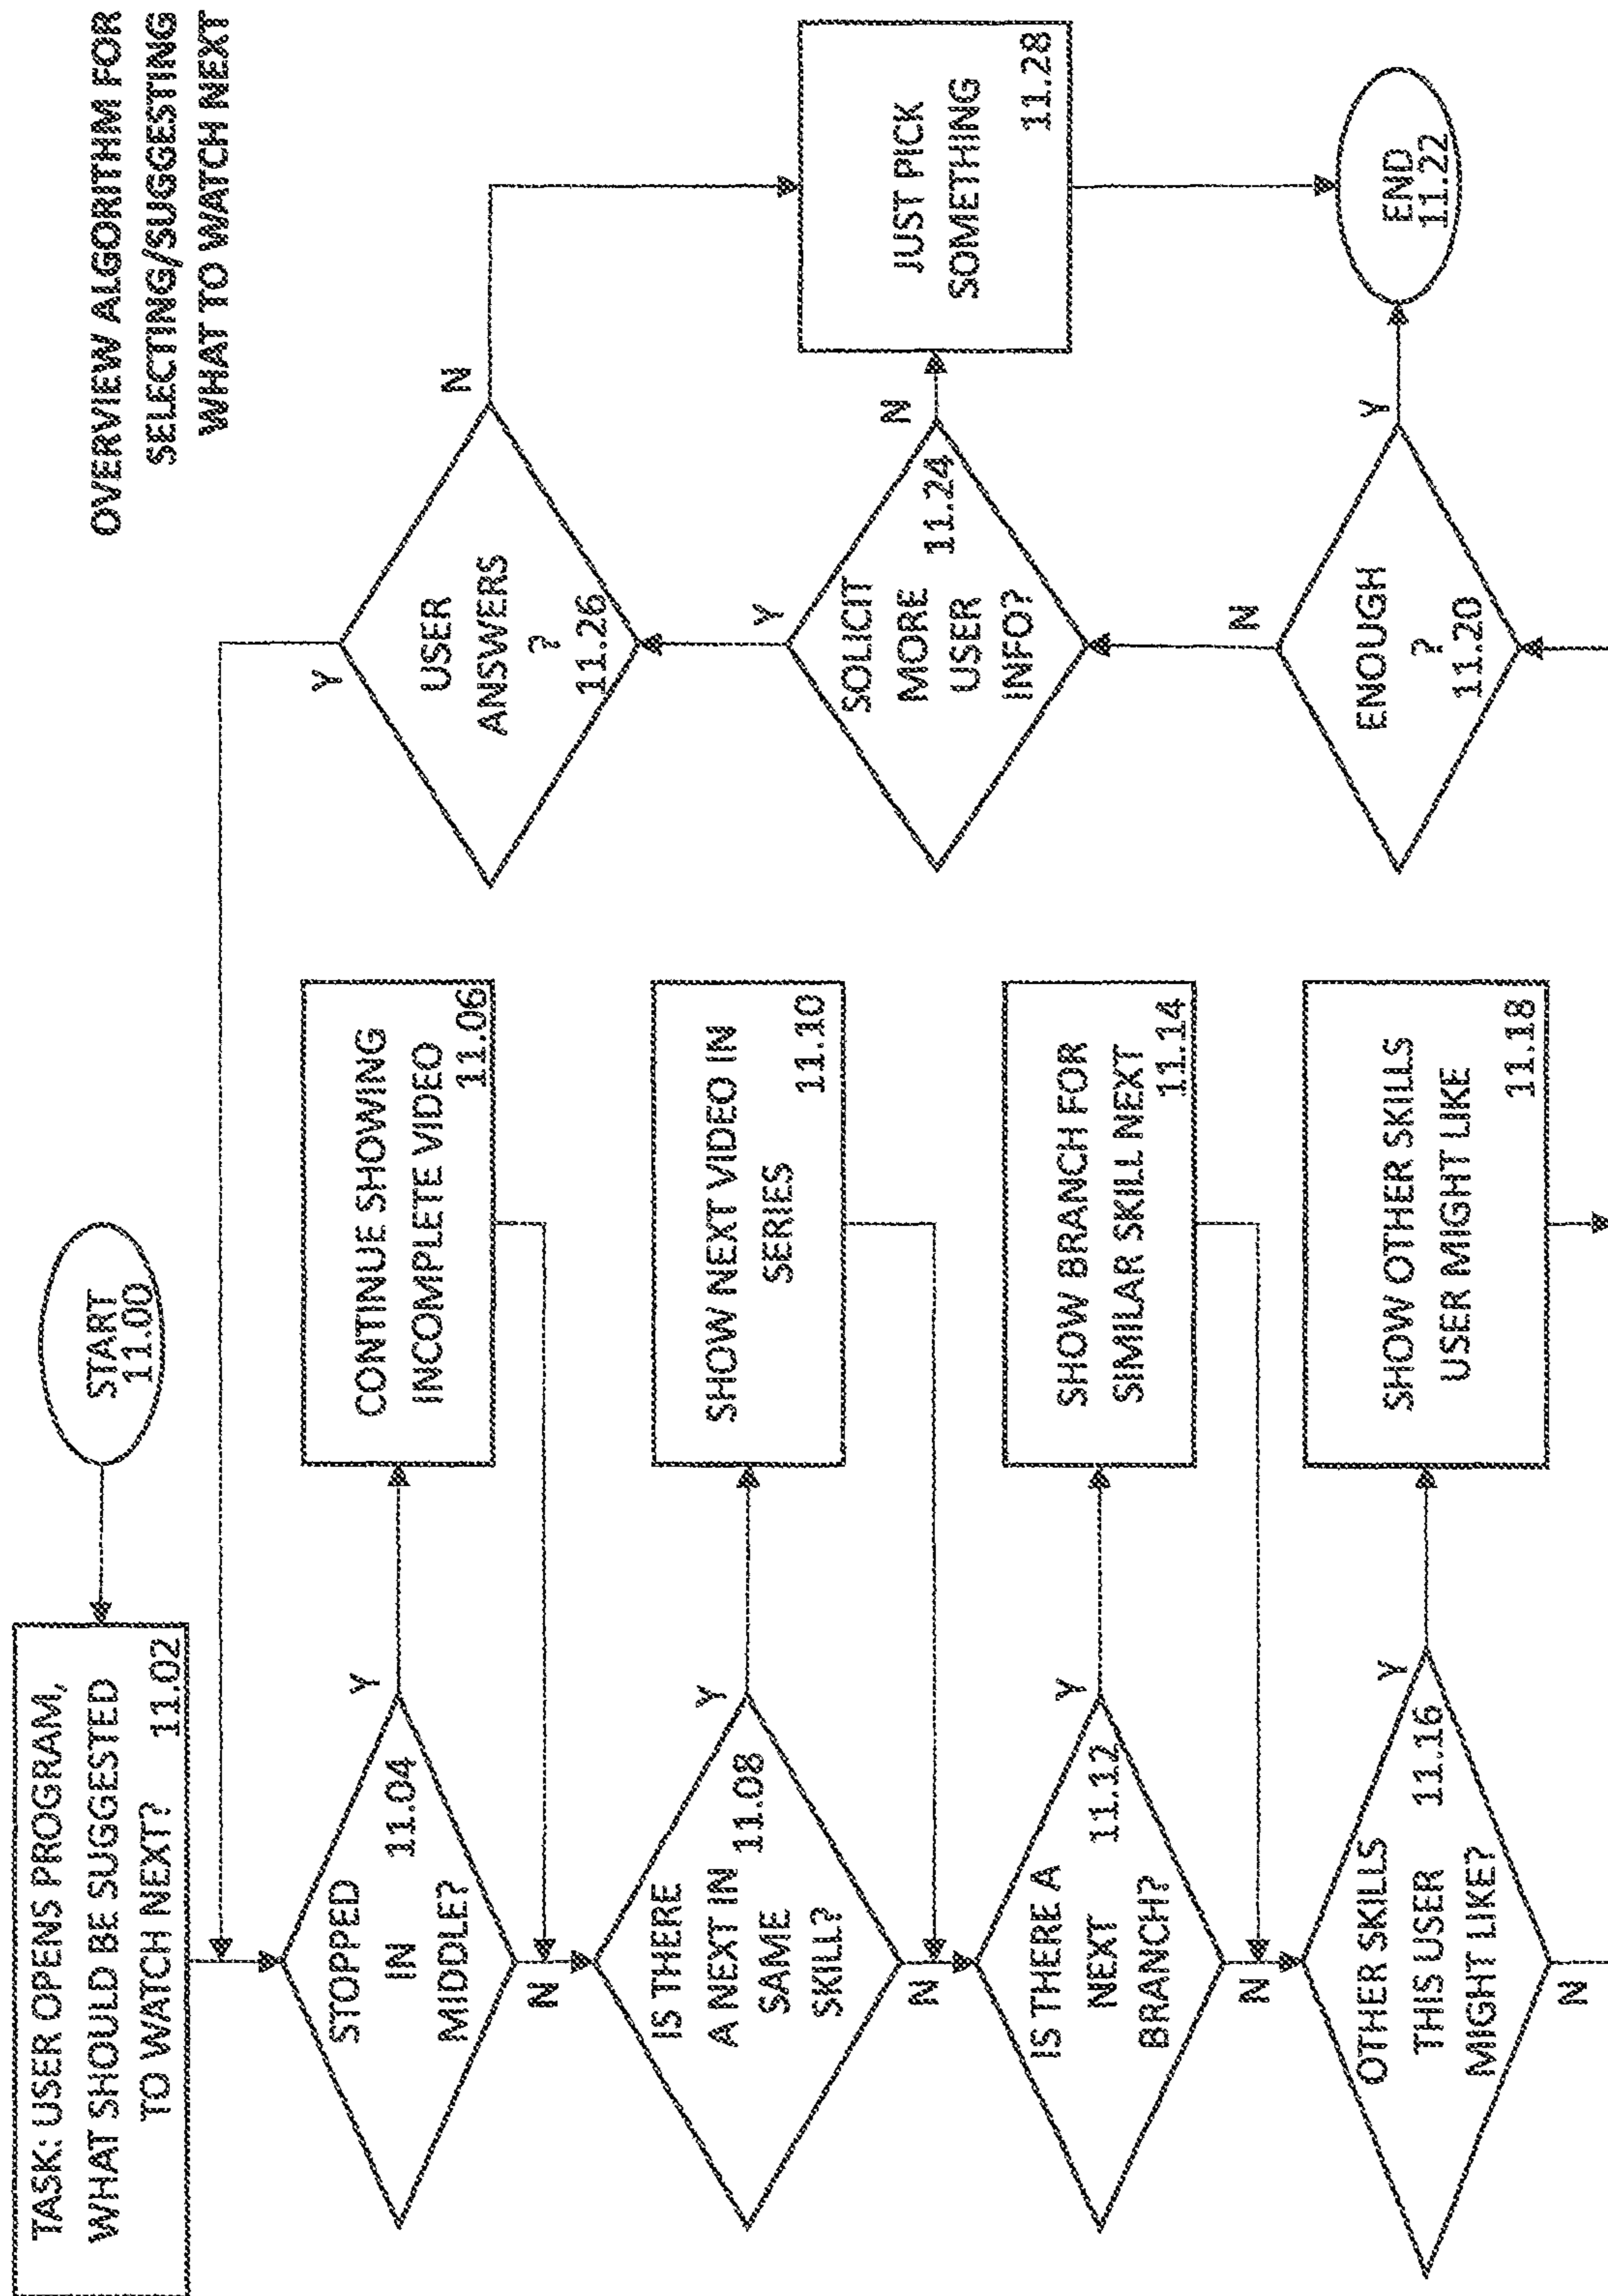 OVERVIEW ALGORITHM FOR
SELECTING/SUGGESTING
WHAT TO WATCH NEXT
START
11.00
TASK: USER OPENS PROGRAM,
WHAT SHOULD BE SUGGESTED
TO WATCH NEXT?
11.02
STOPPED
IN
MIDDLE?
11.04
Y
N
CONTINUE SHOWING
INCOMPLETE VIDEO
11.06
IS THERE
A NEXT IN
SAME
SKILL?
11.08
Y
N
SHOW NEXT VIDEO IN
SERIES
11.10
IS THERE A
NEXT
BRANCH?
11.12
Y
N
SHOW BRANCH FOR
SIMILAR SKILL NEXT
11.14
OTHER SKILLS
THIS USER
MIGHT LIKE?
11.16
Y
N
SHOW OTHER SKILLS
USER MIGHT LIKE
11.18
USER
ANSWERS
?
11.26
Y
N
SOLICIT
MORE
USER
INFO?
11.24
Y
N
JUST PICK
SOMETHING
11.28
ENOUGH
?
11.20
N
Y
END
11.22